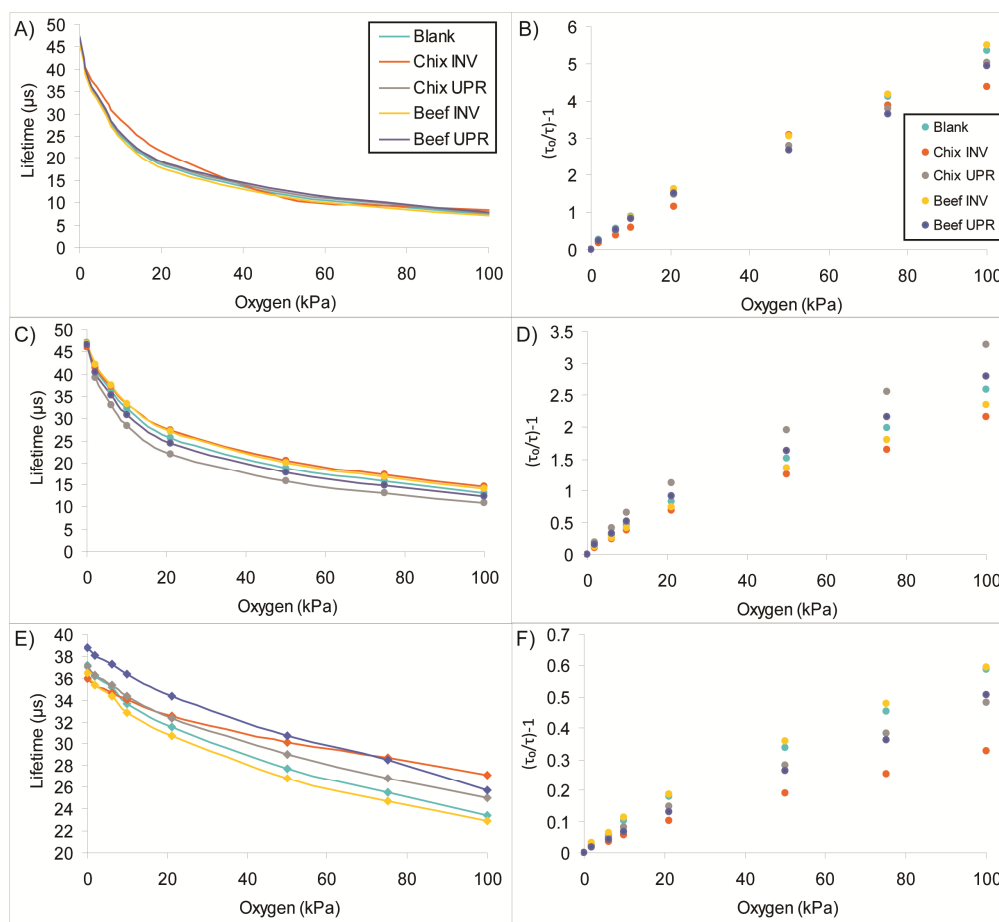 A)
Lifetime (µs)
50
45
40
35
30
25
20
15
10
5
0
0 20 40 60 80 100
Oxygen (kPa)
Blank
Chix INV
Chix UPR
Beef INV
Beef UPR
B)
(τ₀/τ)-1
6
5
4
3
2
1
0
0 20 40 60 80 100
Oxygen (kPa)
Blank
Chix INV
Chix UPR
Beef INV
Beef UPR
C)
Lifetime (µs)
50
45
40
35
30
25
20
15
10
5
0
0 20 40 60 80 100
Oxygen (kPa)
D)
(τ₀/τ)-1
3.5
3
2.5
2
1.5
1
0.5
0
0 20 40 60 80 100
Oxygen (kPa)
E)
Lifetime (µs)
40
38
36
34
32
30
28
26
24
22
20
0 20 40 60 80 100
Oxygen (kPa)
F)
(τ₀/τ)-1
0.7
0.6
0.5
0.4
0.3
0.2
0.1
0
0 20 40 60 80 100
Oxygen (kPa)